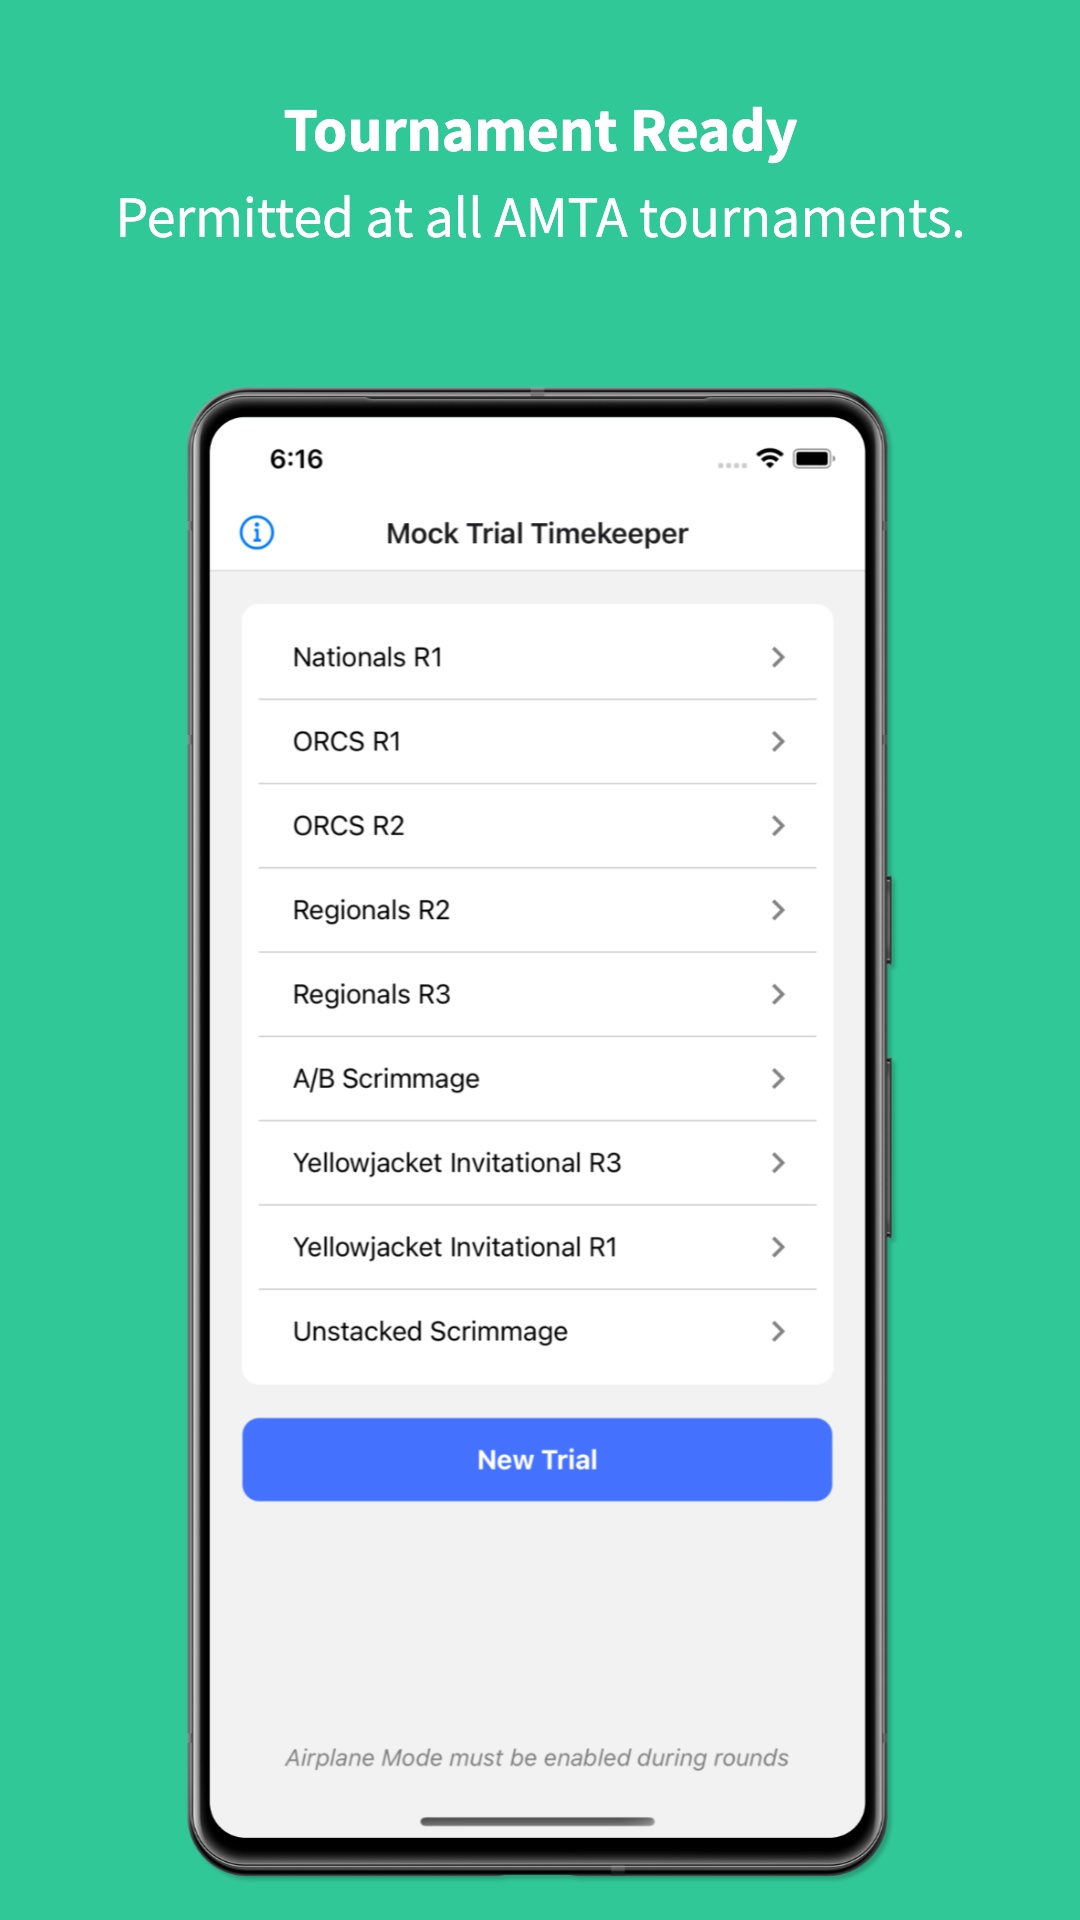 Tournament Ready
Permitted at all AMTA tournaments.
6:16
Mock Trial Timekeeper
Nationals R1
ORCS R1
ORCS R2
Regionals R2
Regionals R3
A/B Scrimmage
Yellowjacket Invitational R3
Yellowjacket Invitational R1
Unstacked Scrimmage
New Trial
Airplane Mode must be enabled during rounds